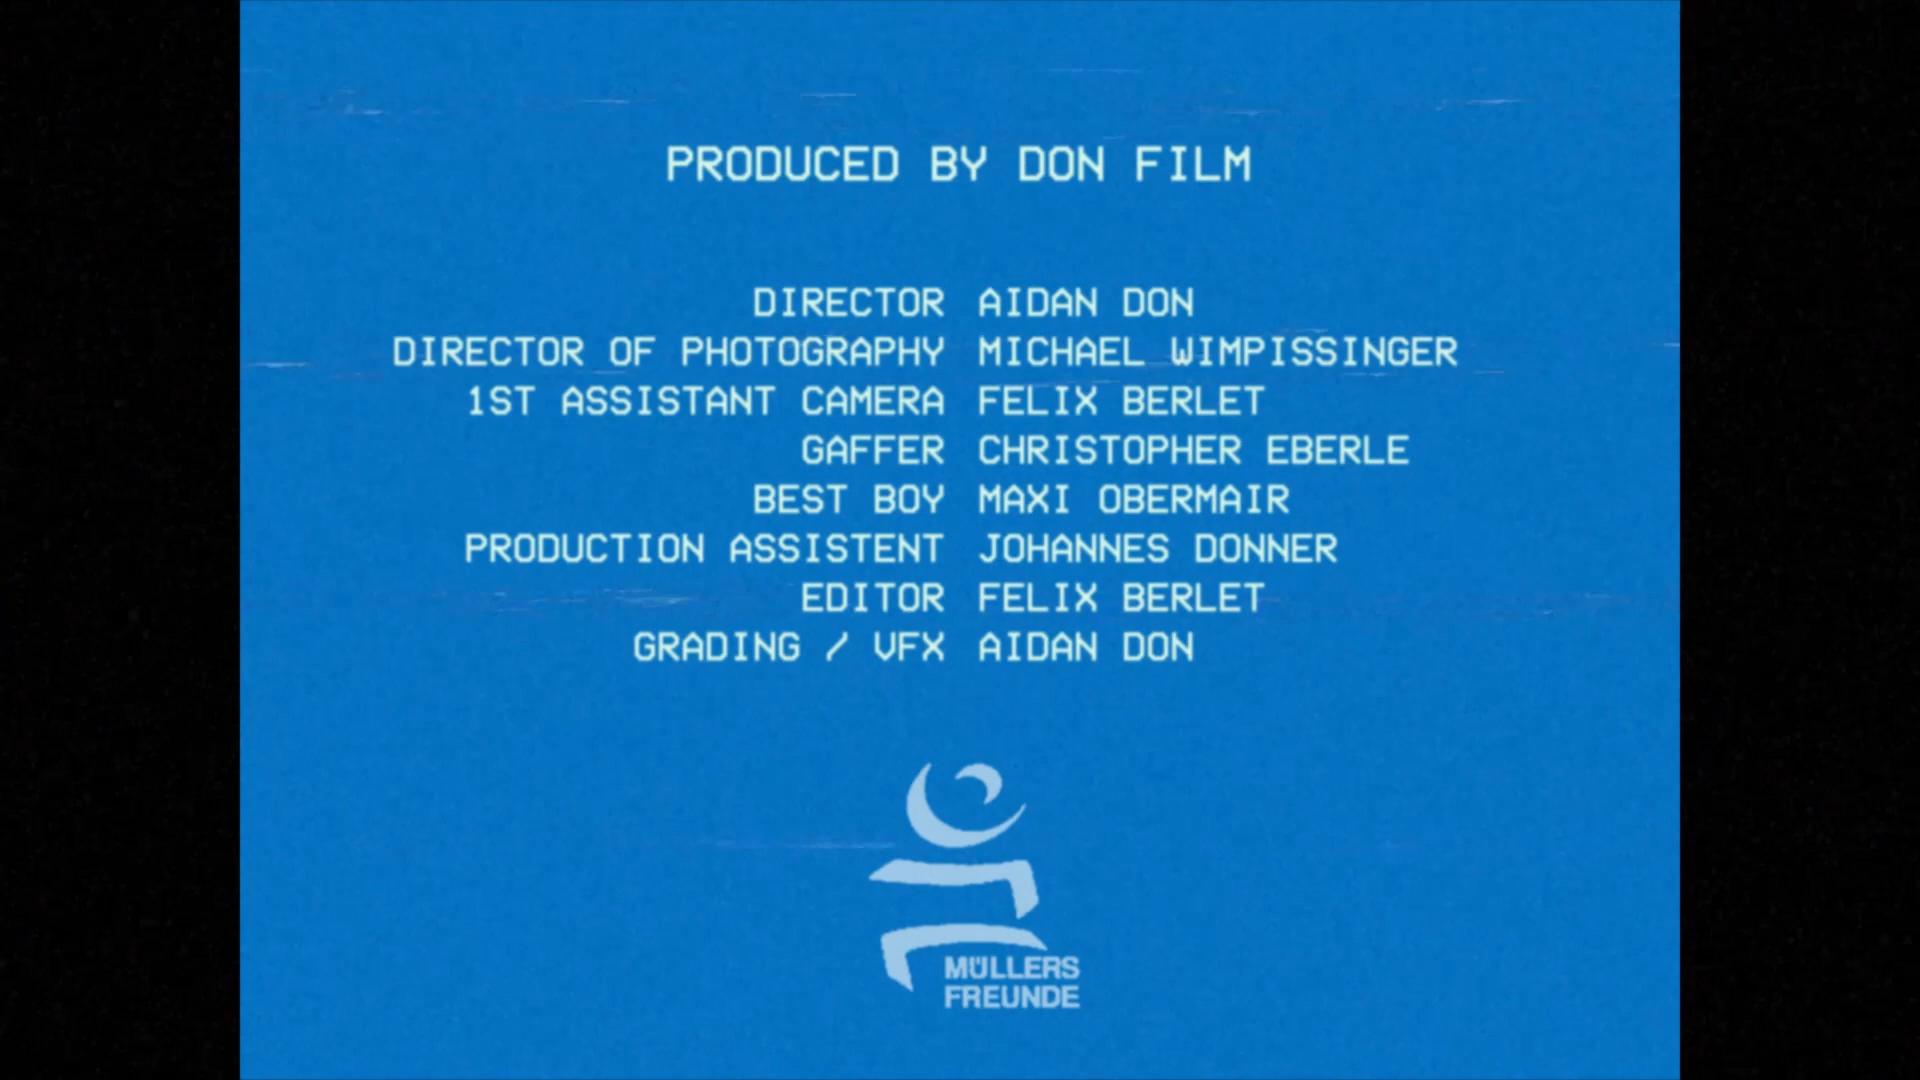 PRODUCED BY DON FILM
DIRECTOR AIDAN DON
DIRECTOR OF PHOTOGRAPHY MICHAEL WIMPISSINGER
1ST ASSISTANT CAMERA FELIX BERLET
GAFFER CHRISTOPHER EBERLE
BEST BOY MAXI OBERMAIR
PRODUCTION ASSISTENT JOHANNES DONNER
EDITOR FELIX BERLET
GRADING / VFX AIDAN DON
MÜLLERS
FREUNDE